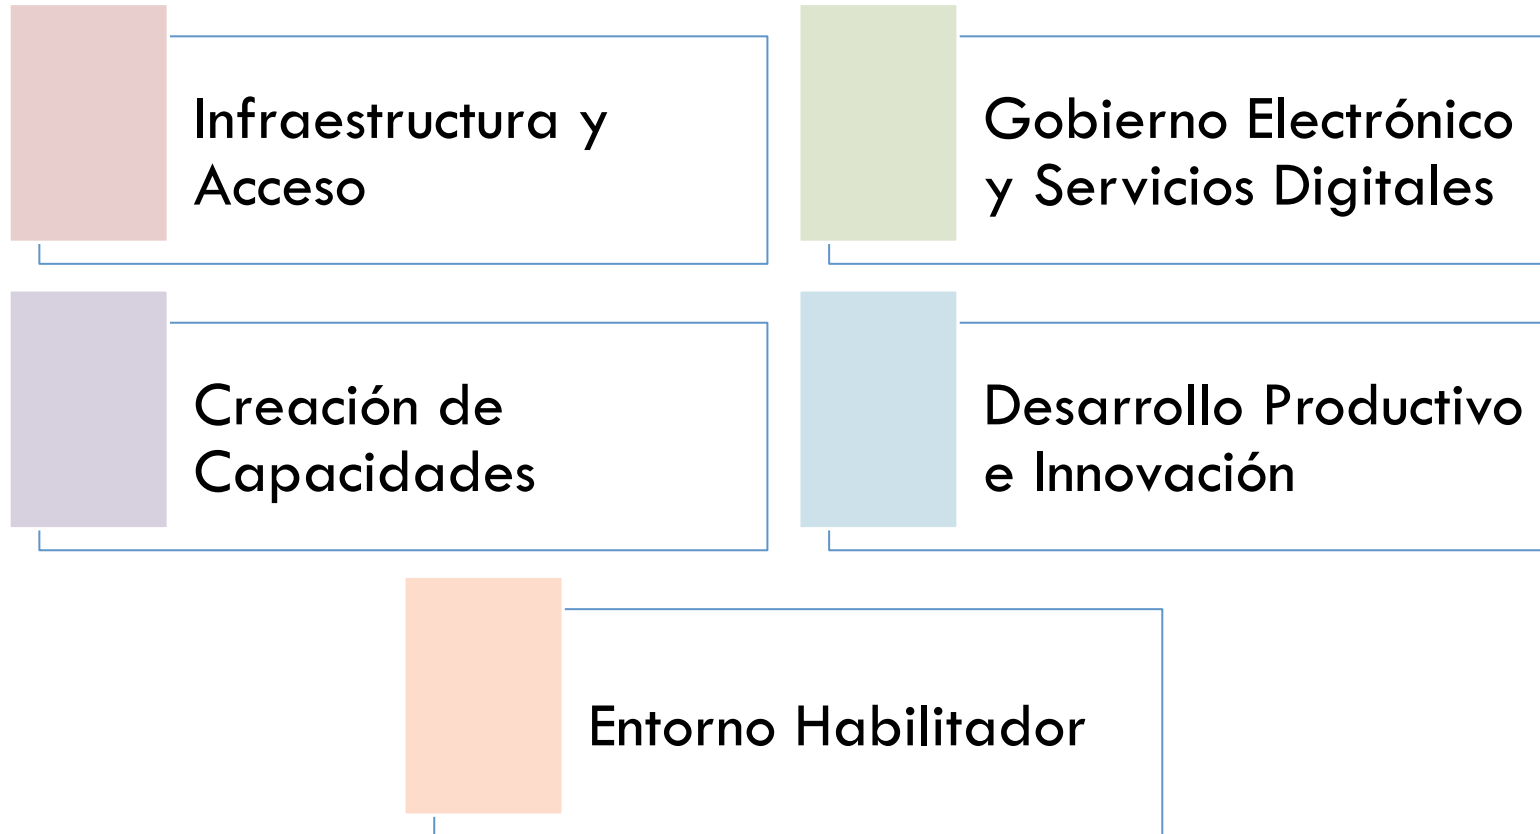 Infraestructura y
Acceso
Gobierno Electrónico
y Servicios Digitales
Creación de
Capacidades
Desarrollo Productivo
e Innovación
Entorno Habilitador